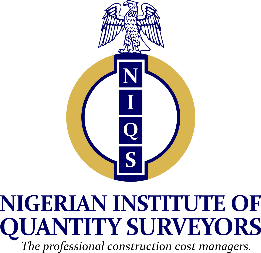 N
I
Q
S
NIGERIAN INSTITUTE OF
QUANTITY SURVEYORS
The professional construction cost managers.